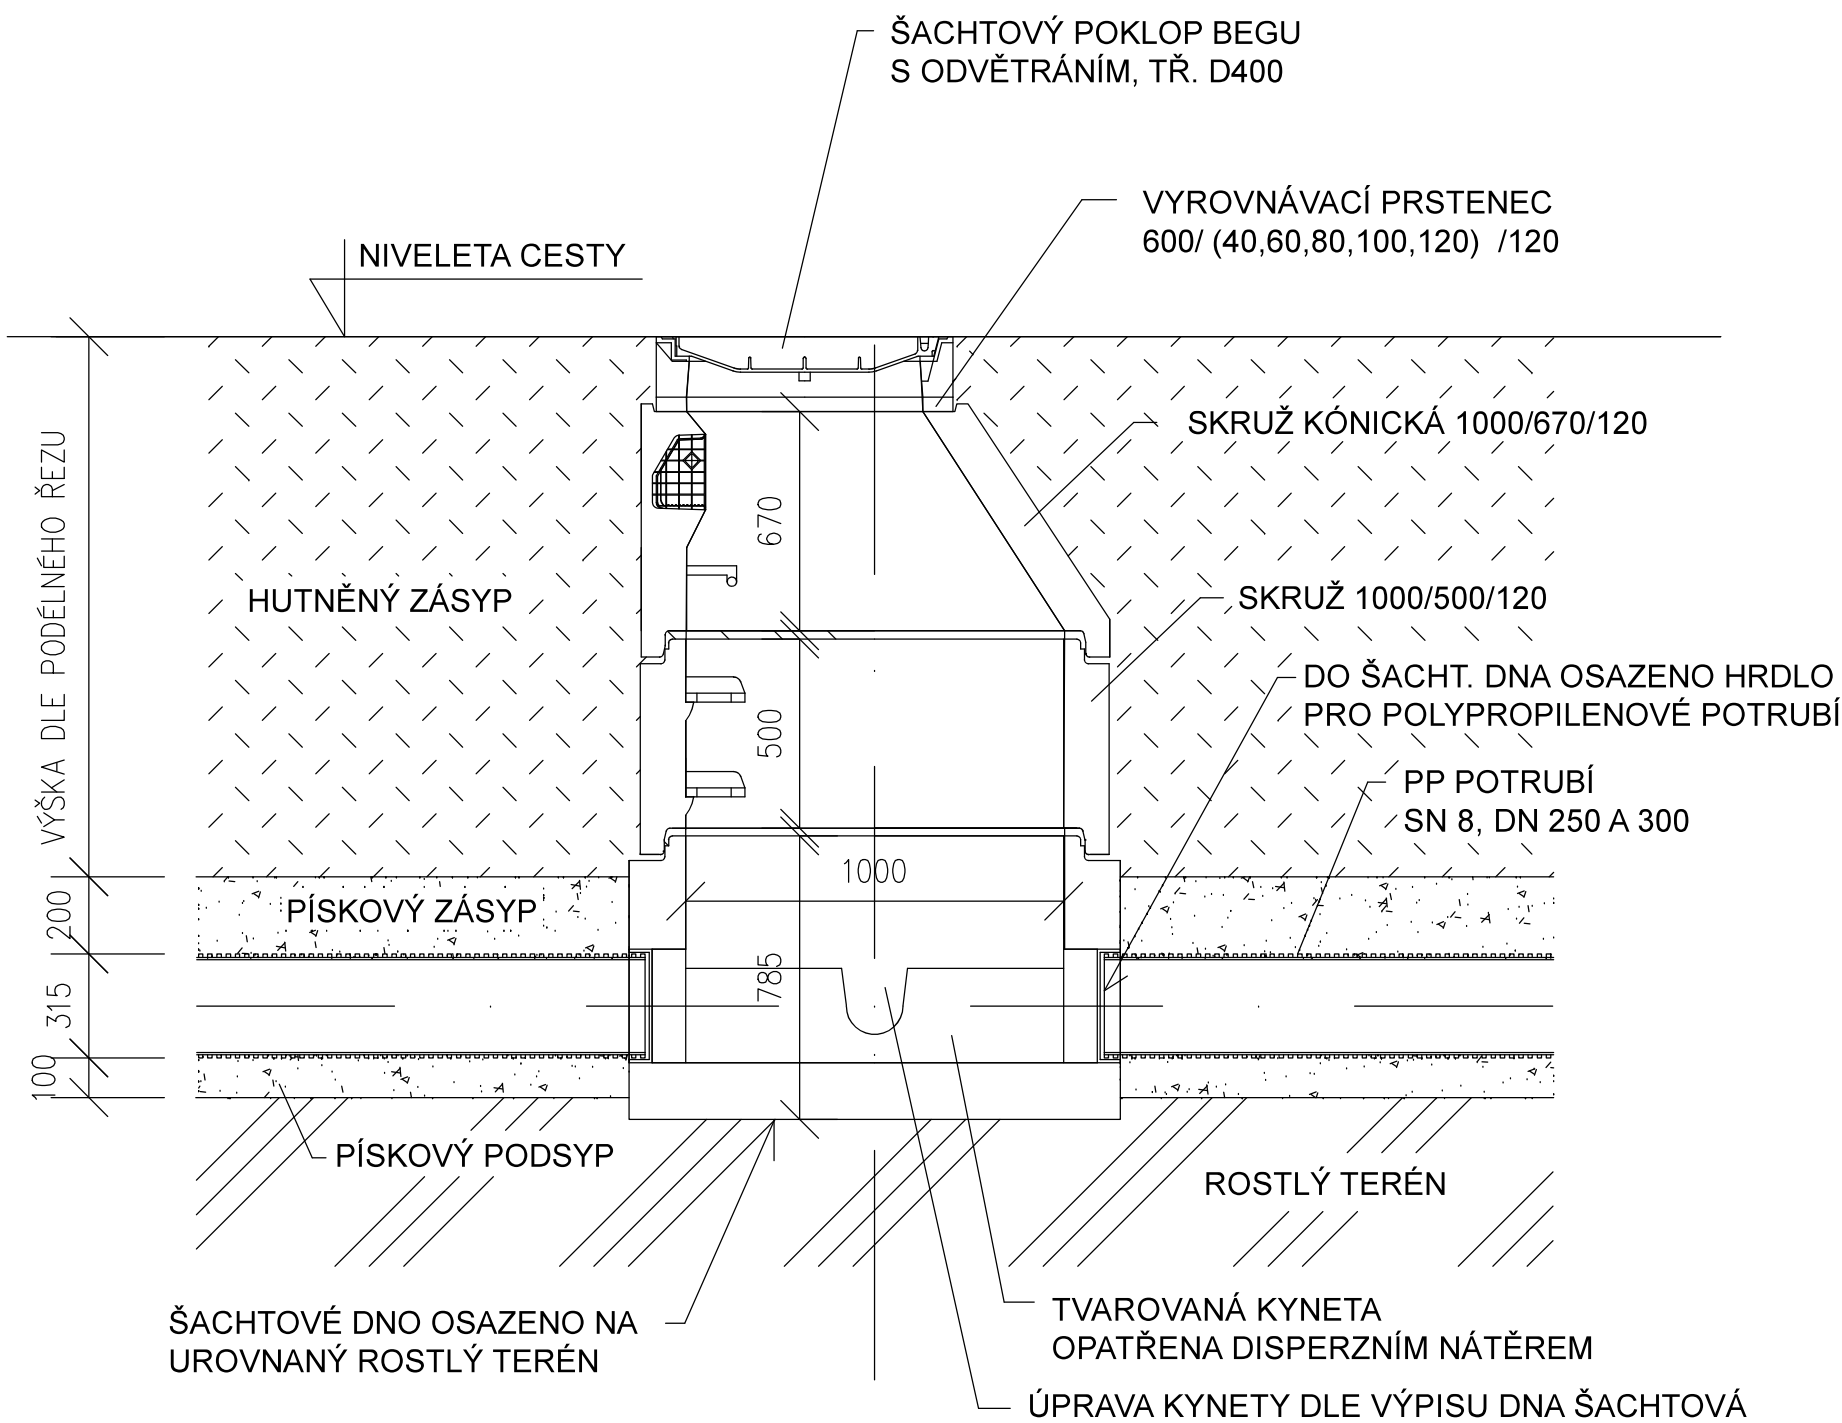 ŠACHTOVÝ POKLOP BEGU
S ODVĚTRÁNÍM, TŘ. D400
VYROVNÁVACÍ PRSTENEC
600/ (40,60,80,100,120) /120
NIVELETA CESTY
SKRUŽ KÓNICKÁ 1000/670/120
VÝŠKA DLE PODÉLNÉHO ŘEZU
670
HUTNĚNÝ ZÁSYP
SKRUŽ 1000/500/120
DO ŠACHT. DNA OSAZENO HRDLO
PRO POLYPROPILENOVÉ POTRUBÍ
500
PP POTRUBÍ
SN 8, DN 250 A 300
1000
200
PÍSKOVÝ ZÁSYP
785
315
100
PÍSKOVÝ PODSYP
ROSTLÝ TERÉN
ŠACHTOVÉ DNO OSAZENO NA
UROVNANÝ ROSTLÝ TERÉN
TVAROVANÁ KYNETA
OPATŘENA DISPERZNÍM NÁTĚREM
ÚPRAVA KYNETY DLE VÝPISU DNA ŠACHTOVÁ